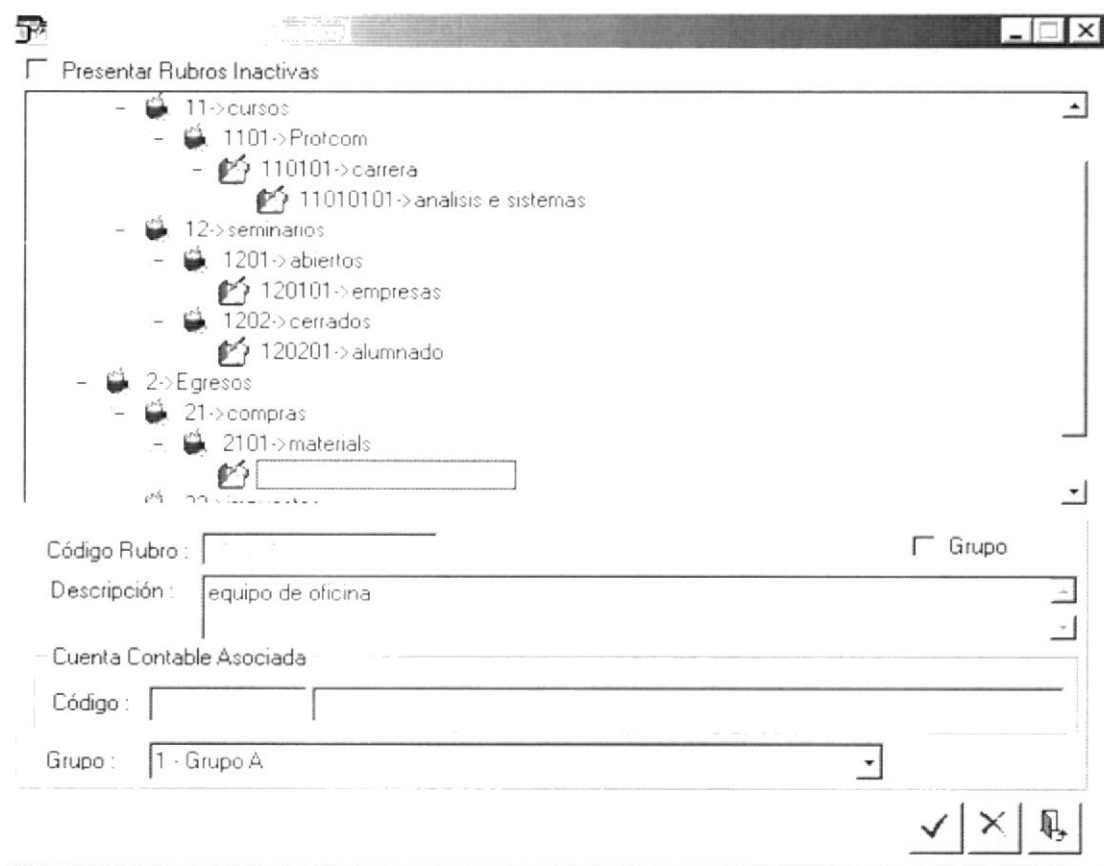 Presentar Rubros Inactivas
- 11->cursos
- 1101->Protcom
- 110101->carrera
11010101->analisis e sistemas
- 12->seminarios
- 1201->abiertos
120101->empresas
- 1202->cerrados
120201->alumnado
- 2->Egresos
- 21->compras
- 2101->materials
Código Rubro :
Grupo
Descripción :
equipo de oficina
Cuenta Contable Asociada
Código :
Grupo :
1 - Grupo A